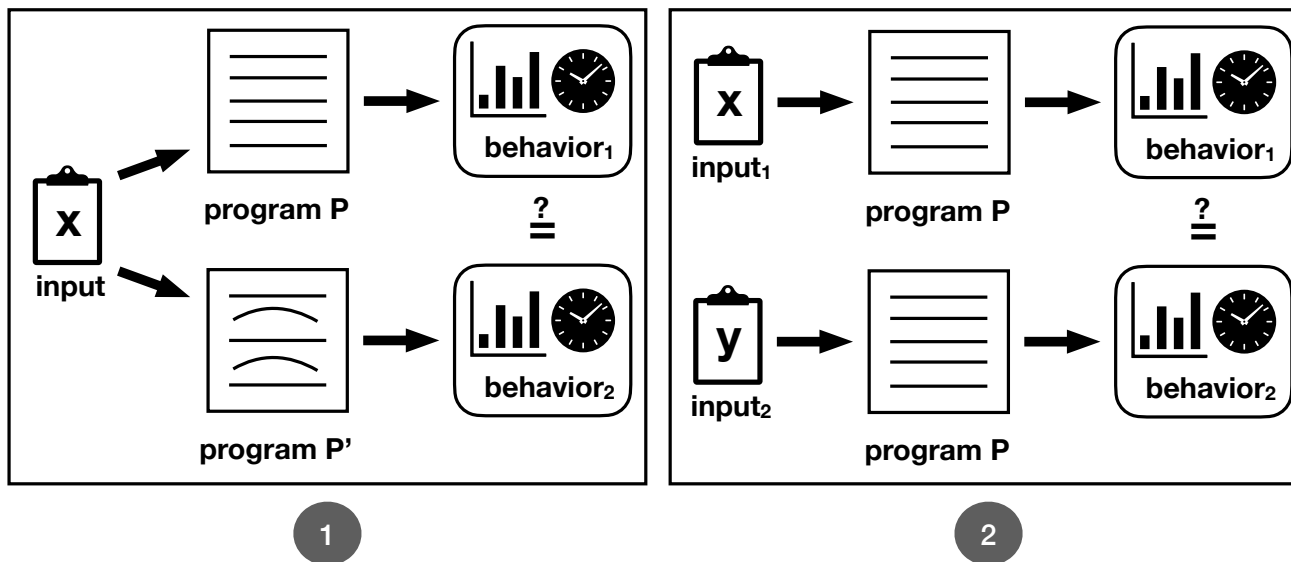 x
input
program P
behavior₁
?
=
program P’
behavior₂
1
x
input₁
program P
behavior₁
?
=
y
input₂
program P
behavior₂
2